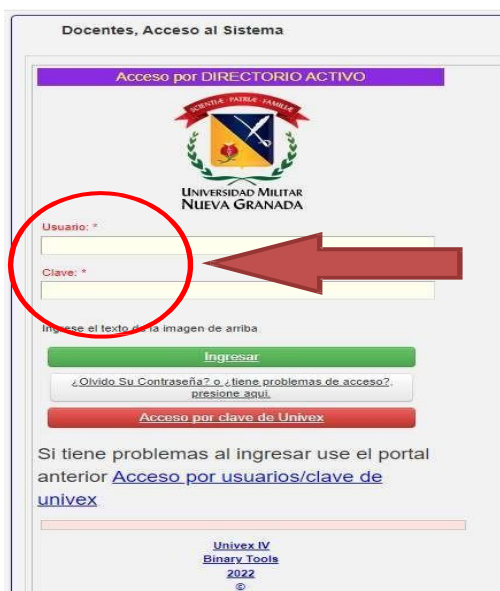 Docentes, Acceso al Sistema
Acceso por DIRECTORIO ACTIVO
SCIENTIÆ PATRIÆ FAMILIÆ
UNIVERSIDAD MILITAR
NUEVA GRANADA
Usuario: *
Clave: *
Ingrese el texto de la imagen de arriba
Ingresar
¿Olvido Su Contraseña? o ¿tiene problemas de acceso?,
presione aqui.
Acceso por clave de Univex
Si tiene problemas al ingresar use el portal
anterior Acceso por usuarios/clave de
univex
Univex IV
Binary Tools
2022
©